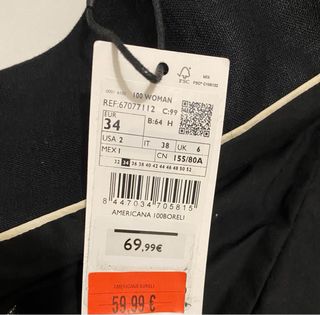 100 WOMAN
MIX
FSC
REF.67077112 C:99
EUR
34
B:64 H
USA 2
IT 38
UK 6
MEX 1
CN 155/80A
32 34 36 38 40 42 44 46 48 50 52
8 447034 705815
AMERICANA 100BORELI
69,99€
AMERICANA BORELI
59.99 €